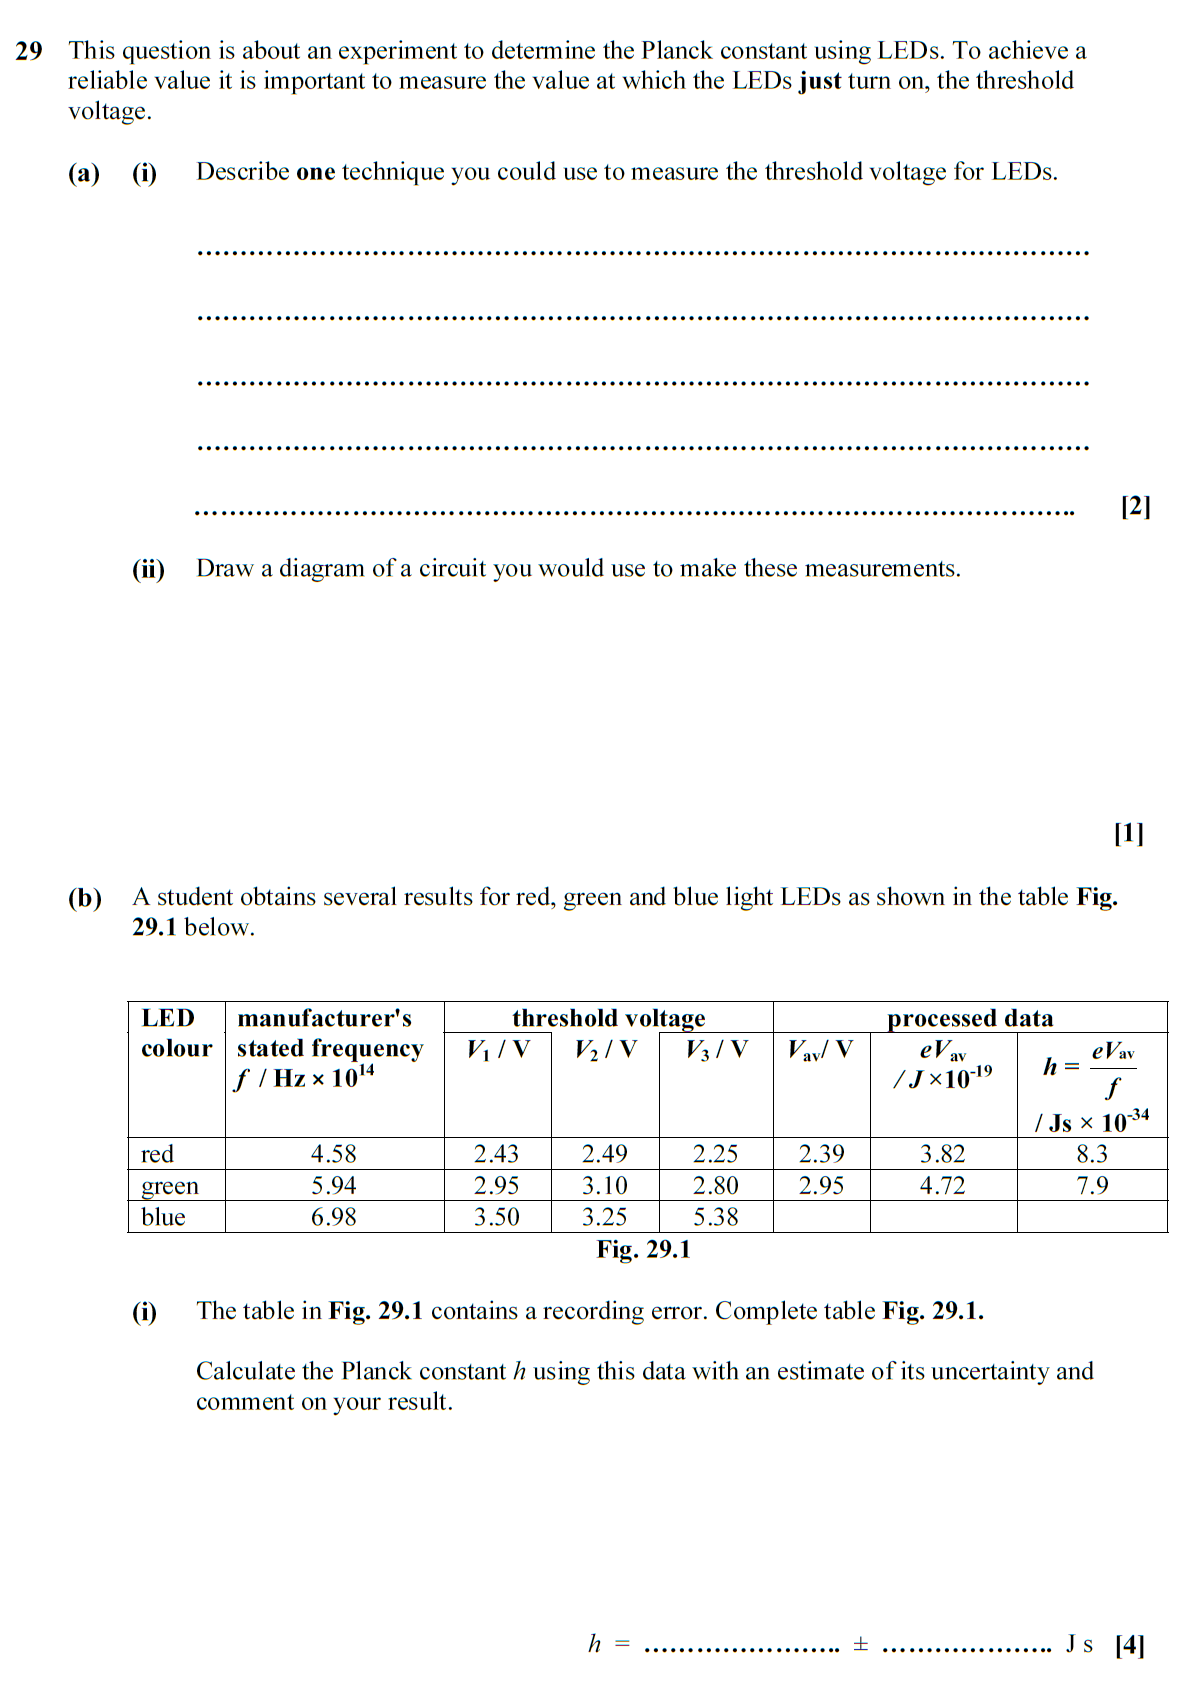 29 This question is about an experiment to determine the Planck constant using LEDs. To achieve a
reliable value it is important to measure the value at which the LEDs just turn on, the threshold
voltage.
(a) (i) Describe one technique you could use to measure the threshold voltage for LEDs.
[2]
(ii) Draw a diagram of a circuit you would use to make these measurements.
[1]
(b) A student obtains several results for red, green and blue light LEDs as shown in the table Fig.
29.1 below.
LED colour | manufacturer's stated frequency f / Hz × 10¹⁴ | threshold voltage | processed data
V₁ / V | V₂ / V | V₃ / V | Vₐᵥ/ V | eVₐᵥ / J ×10⁻¹⁹ | h = eVₐᵥ / f / Js × 10⁻³⁴
red 4.58 2.43 2.49 2.25 2.39 3.82 8.3
green 5.94 2.95 3.10 2.80 2.95 4.72 7.9
blue 6.98 3.50 3.25 5.38
Fig. 29.1
(i) The table in Fig. 29.1 contains a recording error. Complete table Fig. 29.1.
Calculate the Planck constant h using this data with an estimate of its uncertainty and
comment on your result.
h = ........................ ± ..................... J s [4]